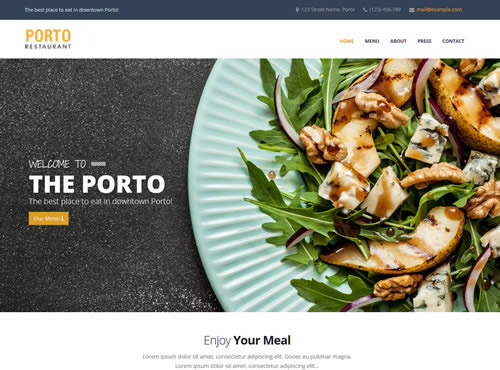 The best place to eat in downtown Porto!
123 Street Name, Porto
(123) 456-789
mail@example.com
PORTO
RESTAURANT
HOME MENU ABOUT PRESS CONTACT
WELCOME TO
THE PORTO
The best place to eat in downtown Porto!
Our Menu
Enjoy Your Meal
Lorem ipsum dolor sit amet, consectetur adipiscing elit. Donec eu pulvinar magna.
Lorem ipsum dolor sit amet, consectetur adipiscing elit...